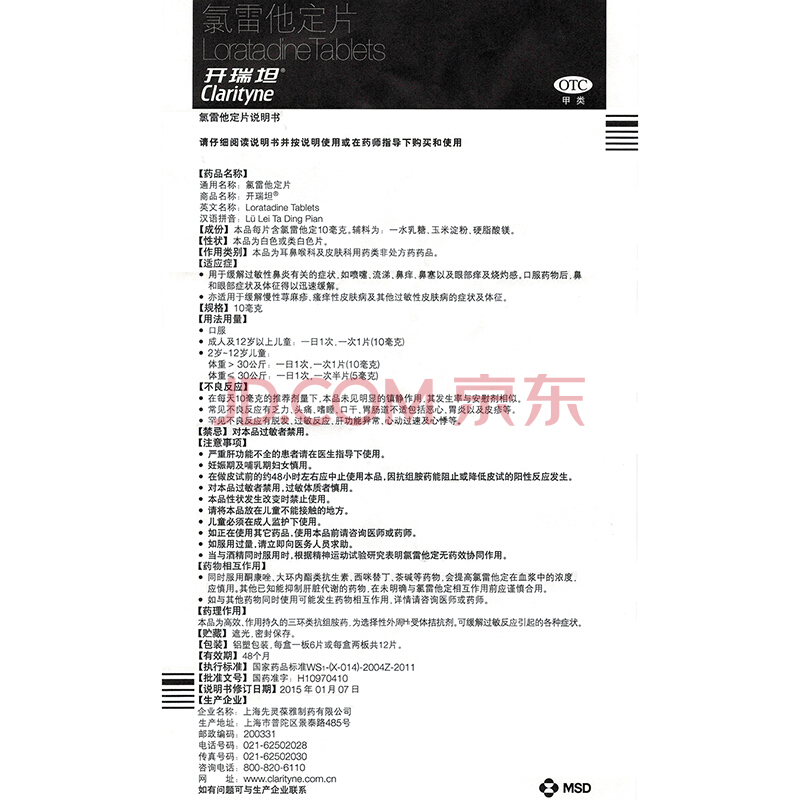 氯雷他定片
Loratadine Tablets
开瑞坦®
Clarityne
OTC
甲类
氯雷他定片说明书
请仔细阅读说明书并按说明使用或在药师指导下购买和使用
【药品名称】
通用名称：氯雷他定片
商品名称：开瑞坦®
英文名称：Loratadine Tablets
汉语拼音：Lü Lei Ta Ding Pian
【成份】本品每片含氯雷他定10毫克。辅料为：一水乳糖、玉米淀粉、硬脂酸镁。
【性状】本品为白色或类白色片。
【作用类别】本品为耳鼻喉科及皮肤科用药类非处方药药品。
【适应症】
• 用于缓解过敏性鼻炎有关的症状，如喷嚏、流涕、鼻痒、鼻塞以及眼部痒及烧灼感。口服药物后，鼻
和眼部症状及体征得以迅速缓解。
• 亦适用于缓解慢性荨麻疹、瘙痒性皮肤病及其他过敏性皮肤病的症状及体征。
【规格】10毫克
【用法用量】
• 口服
• 成人及12岁以上儿童：一日1次，一次1片(10毫克)
• 2岁~12岁儿童：
体重＞30公斤：一日1次，一次1片(10毫克)
体重≤30公斤：一日1次，一次半片(5毫克)
JD.COM 京东
【不良反应】
• 在每天10毫克的推荐剂量下，本品未见明显的镇静作用，其发生率与安慰剂相似。
• 常见不良反应有乏力、头痛、嗜睡、口干、胃肠道不适包括恶心、胃炎以及皮疹等。
• 罕见不良反应有脱发、过敏反应、肝功能异常、心动过速及心悸等。
【禁忌】对本品过敏者禁用。
【注意事项】
• 严重肝功能不全的患者请在医生指导下使用。
• 妊娠期及哺乳期妇女慎用。
• 在做皮试前的约48小时左右应中止使用本品，因抗组胺药能阻止或降低皮试的阳性反应发生。
• 对本品过敏者禁用，过敏体质者慎用。
• 本品性状发生改变时禁止使用。
• 请将本品放在儿童不能接触的地方。
• 儿童必须在成人监护下使用。
• 如正在使用其它药品，使用本品前请咨询医师或药师。
• 如服用过量，请立即向医务人员求助。
• 当与酒精同时服用时，根据精神运动试验研究表明氯雷他定无药效协同作用。
【药物相互作用】
• 同时服用酮康唑、大环内酯类抗生素、西咪替丁、茶碱等药物，会提高氯雷他定在血浆中的浓度，
应慎用。其他已知能抑制肝脏代谢的药物，在未明确与氯雷他定相互作用前应谨慎合用。
• 如与其他药物同时使用可能发生药物相互作用，详情请咨询医师或药师。
【药理作用】
本品为高效、作用持久的三环类抗组胺药，为选择性外周H₁受体拮抗剂，可缓解过敏反应引起的各种症状。
【贮藏】遮光，密封保存。
【包装】铝塑包装，每盒一板6片或每盒两板共12片。
【有效期】48个月
【执行标准】国家药品标准WS₁-(X-014)-2004Z-2011
【批准文号】国药准字：H10970410
【说明书修订日期】2015 年 01 月 07 日
【生产企业】
企业名称：上海先灵葆雅制药有限公司
生产地址：上海市普陀区景泰路485号
邮政编码：200331
电话号码：021-62502028
传真号码：021-62502030
咨询电话：800-820-6110
网 址：www.clarityne.com.cn
如有问题可与生产企业联系
MSD